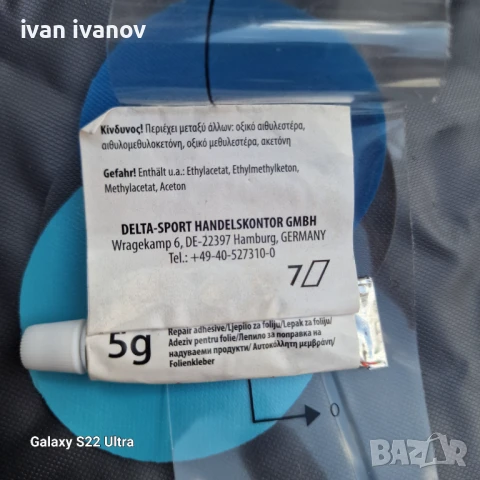 ivan ivanov
Κίνδυνος! Περιέχει μεταξύ άλλων: οξικό αιθυλεστέρα,
αιθυλομεθυλοκετόνη, οξικό μεθυλεστέρα, ακετόνη
Gefahr! Enthält u.a.: Ethylacetat, Ethylmethylketon,
Methylacetat, Aceton
DELTA-SPORT HANDELSKONTOR GMBH
Wragekamp 6, DE-22397 Hamburg, GERMANY
Tel.: +49-40-527310-0
7
5g
Repair adhesive/Ljepilo za foliju/Lepak za foliju/
Adeziv pentru folie/Лепило за поправка на
надуваеми продукти/ Αυτοκόλλητη μεμβράνη/
Folienkleber
0
Galaxy S22 Ultra
BAZAR